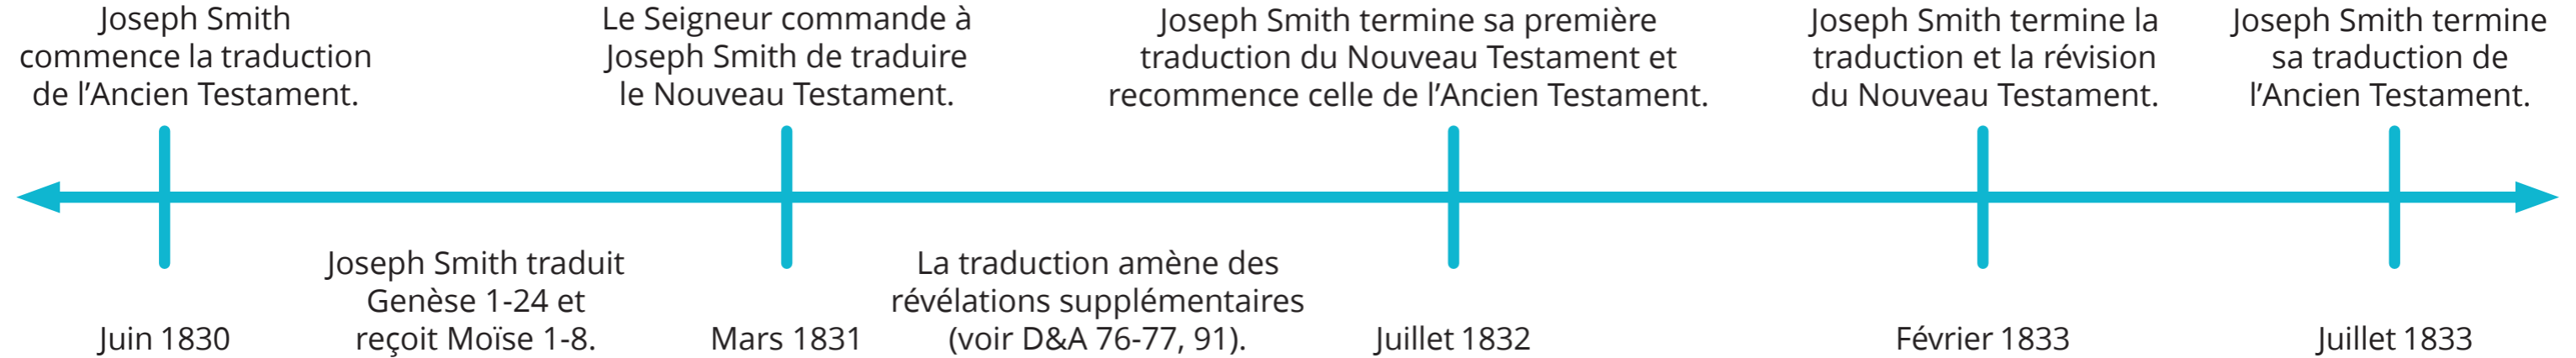 Joseph Smith
commence la traduction
de l’Ancien Testament.
Le Seigneur commande à
Joseph Smith de traduire
le Nouveau Testament.
Joseph Smith termine sa première
traduction du Nouveau Testament et
recommence celle de l’Ancien Testament.
Joseph Smith termine la
traduction et la révision
du Nouveau Testament.
Joseph Smith termine
sa traduction de
l’Ancien Testament.
Juin 1830
Joseph Smith traduit
Genèse 1-24 et
reçoit Moïse 1-8.
Mars 1831
La traduction amène des
révélations supplémentaires
(voir D&A 76-77, 91).
Juillet 1832
Février 1833
Juillet 1833